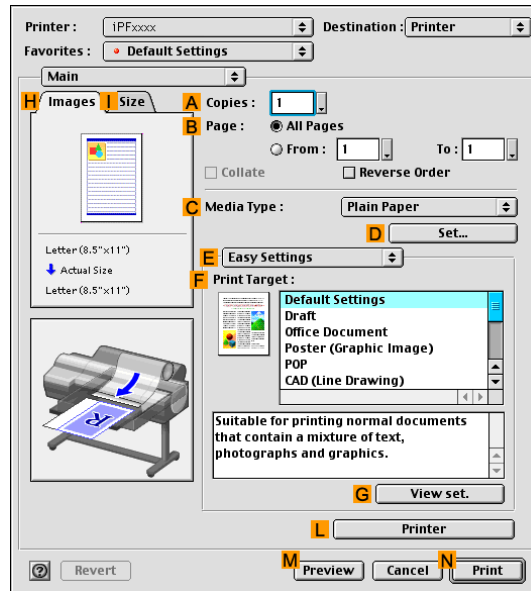 Printer : iPFxxxx Destination : Printer
Favorites : Default Settings
Main
H Images I Size
A Copies : 1
B Page : All Pages
From : 1 To : 1
Collate Reverse Order
C Media Type : Plain Paper
D Set...
Letter (8.5"x11")
Actual Size
Letter (8.5"x11")
E Easy Settings
F Print Target :
Default Settings
Draft
Office Document
Poster (Graphic Image)
POP
CAD (Line Drawing)
R
Suitable for printing normal documents
that contain a mixture of text,
photographs and graphics.
G View set.
L Printer
? Revert M Preview Cancel N Print